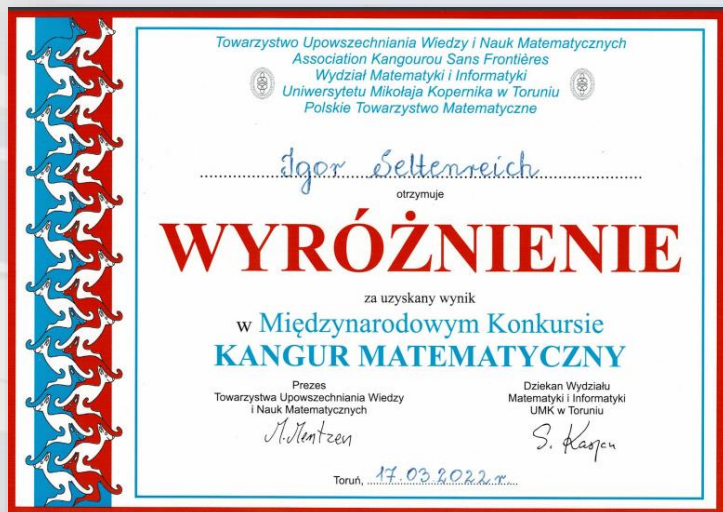 Towarzystwo Upowszechniania Wiedzy i Nauk Matematycznych
Association Kangourou Sans Frontières
Wydział Matematyki i Informatyki
Uniwersytetu Mikołaja Kopernika w Toruniu
Polskie Towarzystwo Matematyczne
Igor Seltenreich
otrzymuje
WYRÓŻNIENIE
za uzyskany wynik
w Międzynarodowym Konkursie
KANGUR MATEMATYCZNY
Prezes
Towarzystwa Upowszechniania Wiedzy
i Nauk Matematycznych
M. Mentzen
Dziekan Wydziału
Matematyki i Informatyki
UMK w Toruniu
S.
Toruń, 17.03.2022 r.